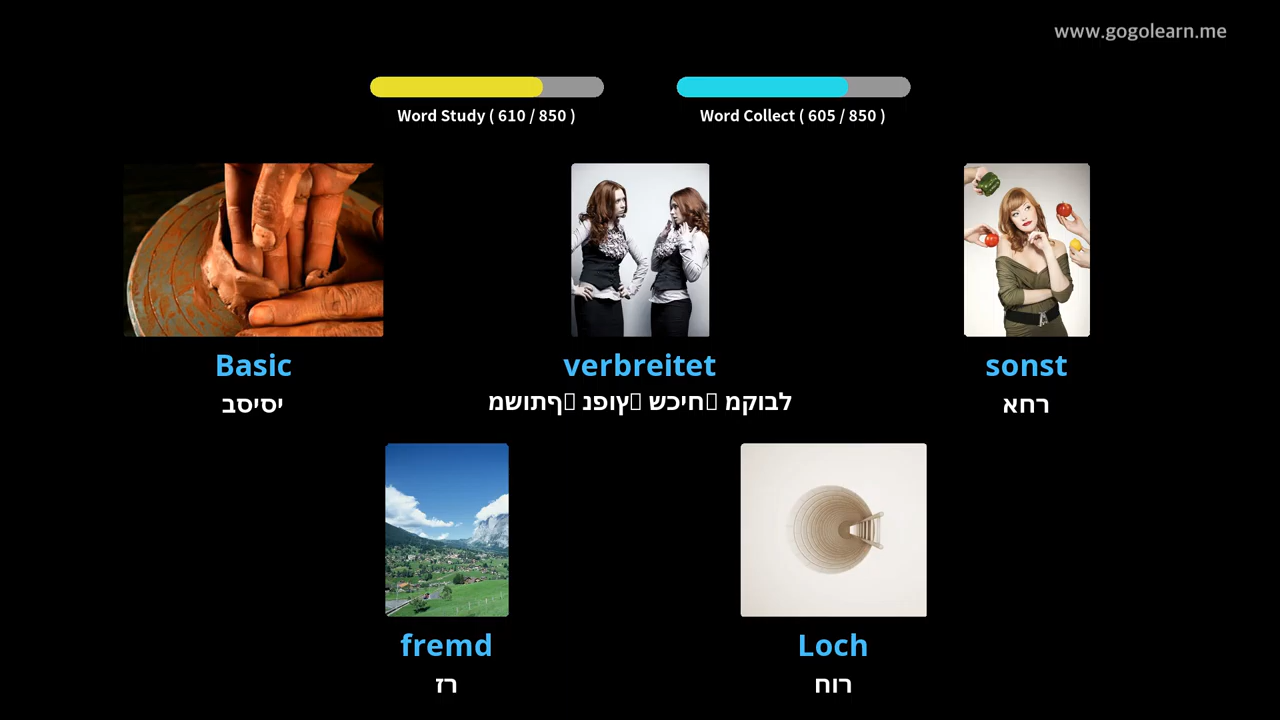 www.gogolearn.me
Word Study ( 610 / 850 )
Word Collect ( 605 / 850 )
Basic
יסיסב
verbreitet
לבוקמ חיכש ץופנ ףתושמ
sonst
רחא
fremd
רז
Loch
רוח